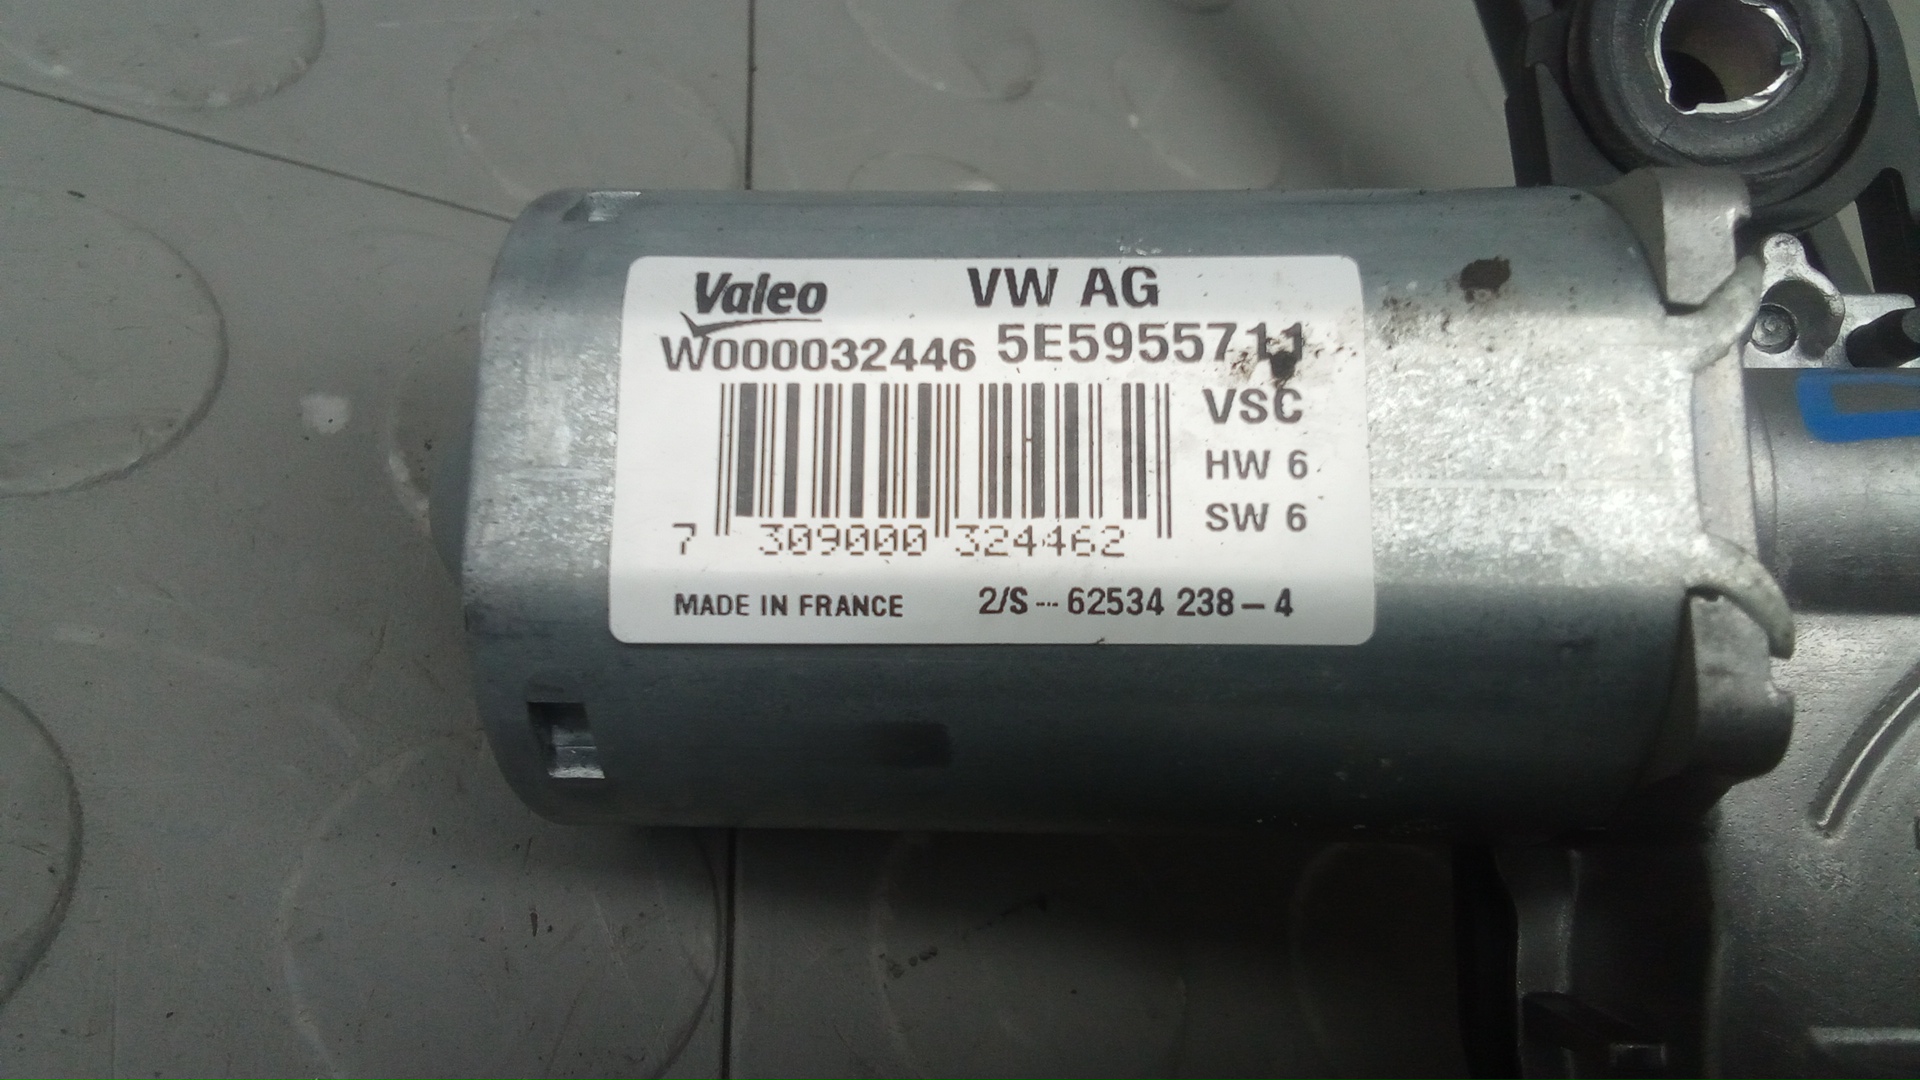 Valeo VW AG
W000032446 5E5955711
VSC
HW 6
SW 6
7 309000 324462
MADE IN FRANCE 2/S--- 62534 238-4